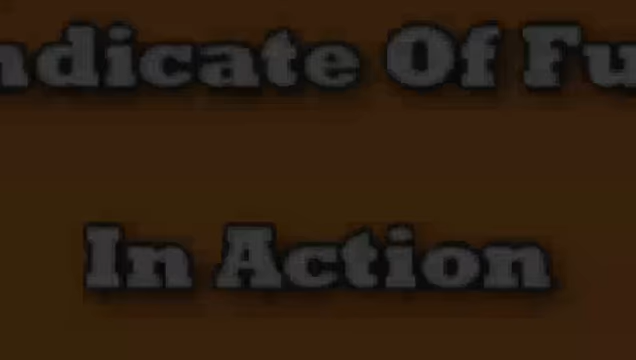 ndicate Of Fu
In Action